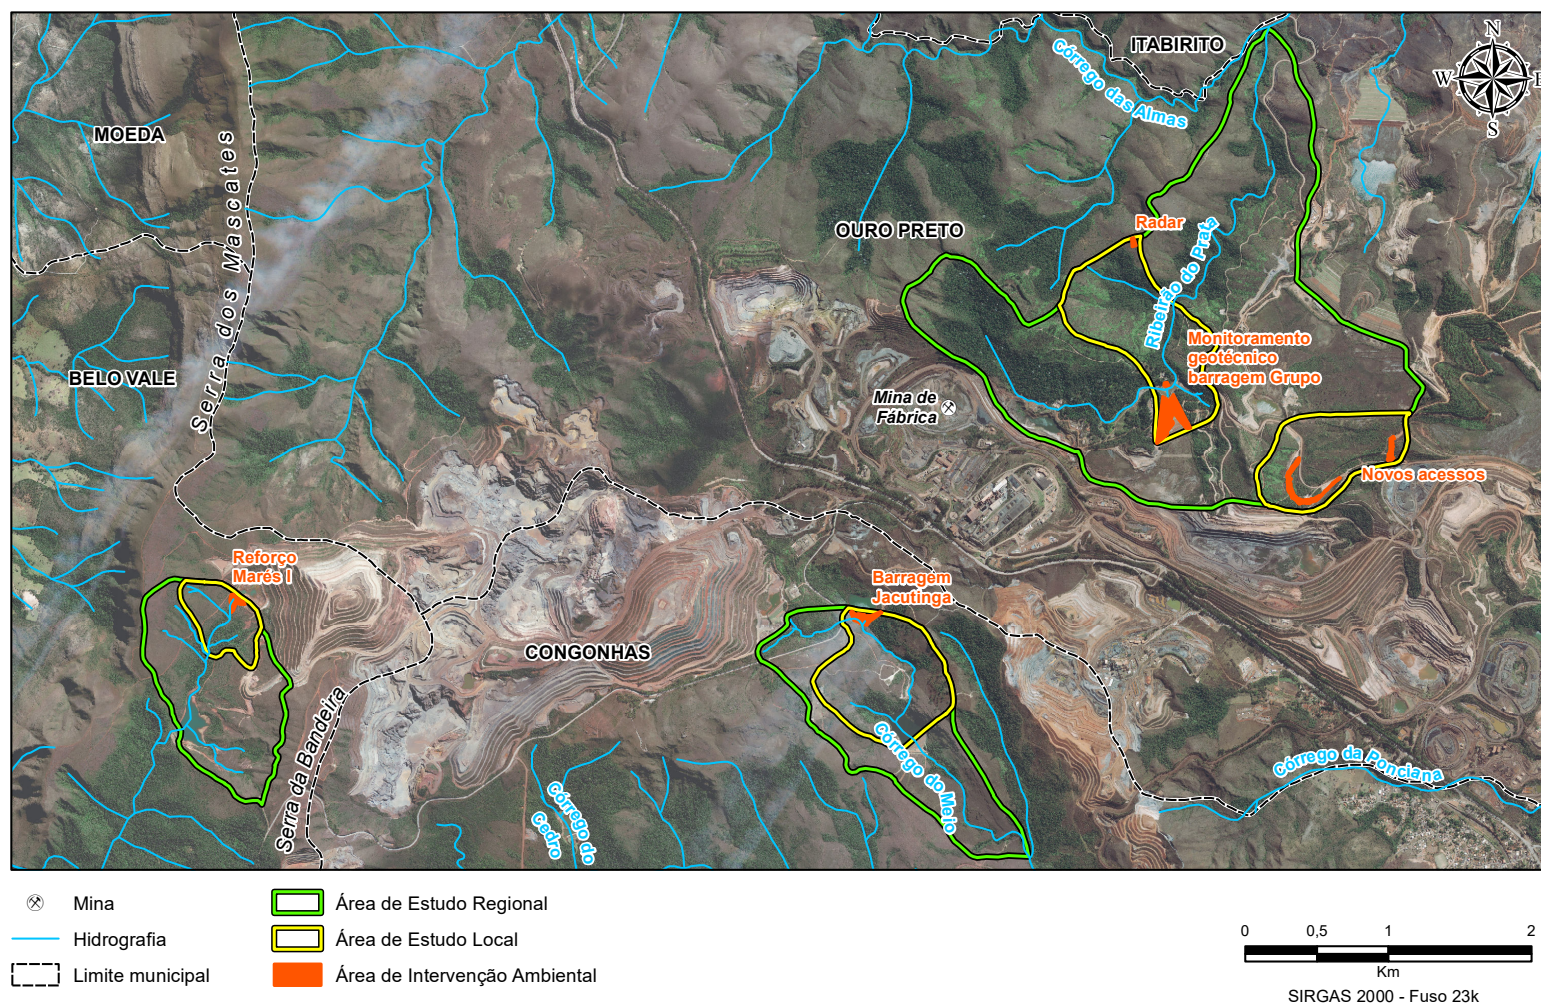 ITABIRITO
N
W
E
S
Córrego das Almas
MOEDA
Serra dos Mascates
OURO PRETO
Radar
Ribeirão do Prata
Monitoramento
geotécnico
barragem Grupo
BELO VALE
Mina de
Fábrica
Novos acessos
Reforço
Marés I
Barragem
Jacutinga
CONGONHAS
Serra da Bandeira
Córrego do Meio
Córrego da Ponciana
Córrego do
Cedro
Mina
Hidrografia
Limite municipal
Área de Estudo Regional
Área de Estudo Local
Área de Intervenção Ambiental
0 0,5 1 2
Km
SIRGAS 2000 - Fuso 23k